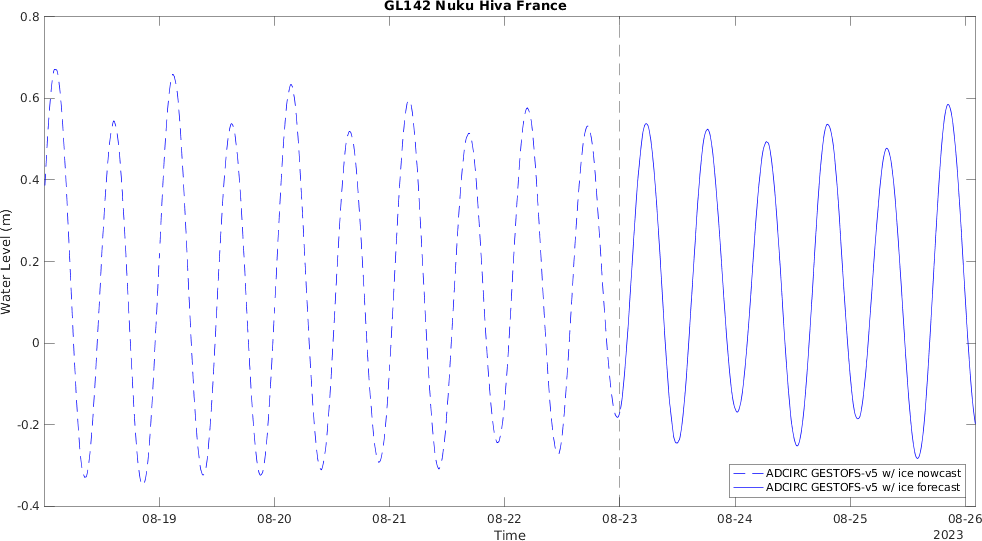 GL142 Nuku Hiva France
Water Level (m)
0.8
0.6
0.4
0.2
0
-0.2
-0.4
ADCIRC GESTOFS-v5 w/ ice nowcast
ADCIRC GESTOFS-v5 w/ ice forecast
08-19 08-20 08-21 08-22 08-23 08-24 08-25 08-26
Time
2023